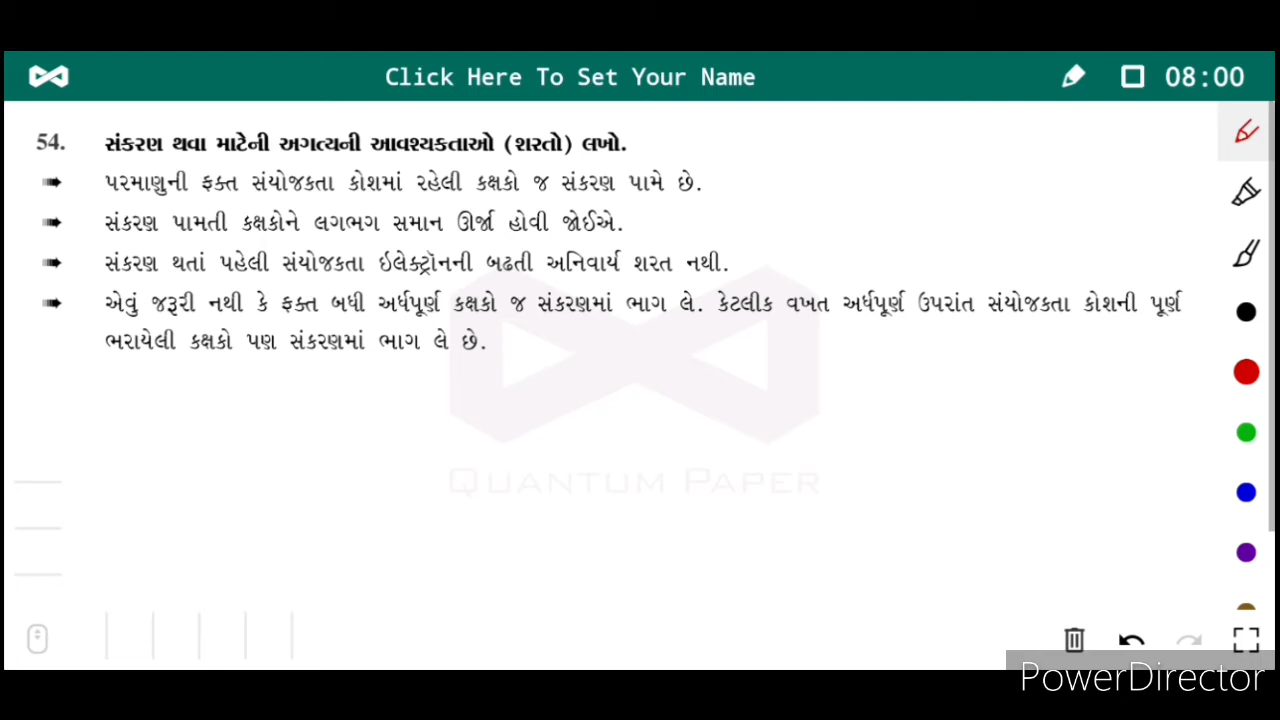 Click Here To Set Your Name
08:00
54. સંકરણ થવા માટેની અગત્યની આવશ્યકતાઓ (શરતો) લખો.
➠ પરમાણુની ફક્ત સંયોજકતા કોશમાં રહેલી કક્ષકો જ સંકરણ પામે છે.
➠ સંકરણ પામતી કક્ષકોને લગભગ સમાન ઊર્જા હોવી જોઈએ.
➠ સંકરણ થતાં પહેલી સંયોજકતા ઇલેક્ટ્રૉનની બઢતી અનિવાર્ય શરત નથી.
➠ એવું જરૂરી નથી કે ફક્ત બધી અર્ધપૂર્ણ કક્ષકો જ સંકરણમાં ભાગ લે. કેટલીક વખત અર્ધપૂર્ણ ઉપરાંત સંયોજકતા કોશની પૂર્ણ
ભરાયેલી કક્ષકો પણ સંકરણમાં ભાગ લે છે.
QUANTUM PAPER
PowerDirector